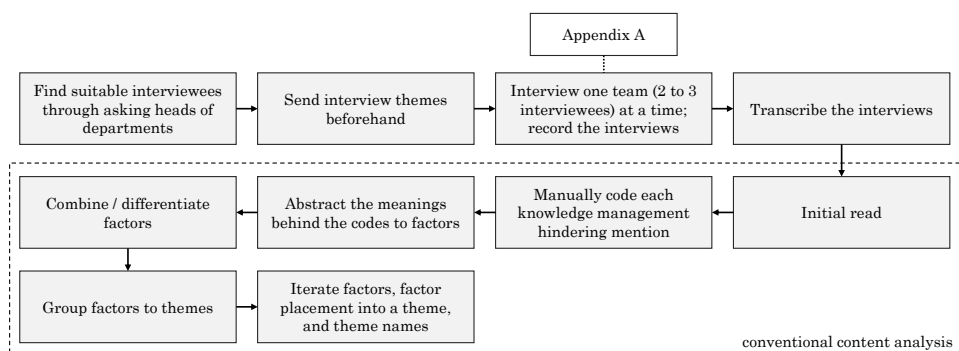 Appendix A
Find suitable interviewees
through asking heads of
departments
Send interview themes
beforehand
Interview one team (2 to 3
interviewees) at a time;
record the interviews
Transcribe the interviews
Initial read
Manually code each
knowledge management
hindering mention
Abstract the meanings
behind the codes to factors
Combine / differentiate
factors
Group factors to themes
Iterate factors, factor
placement into a theme,
and theme names
conventional content analysis